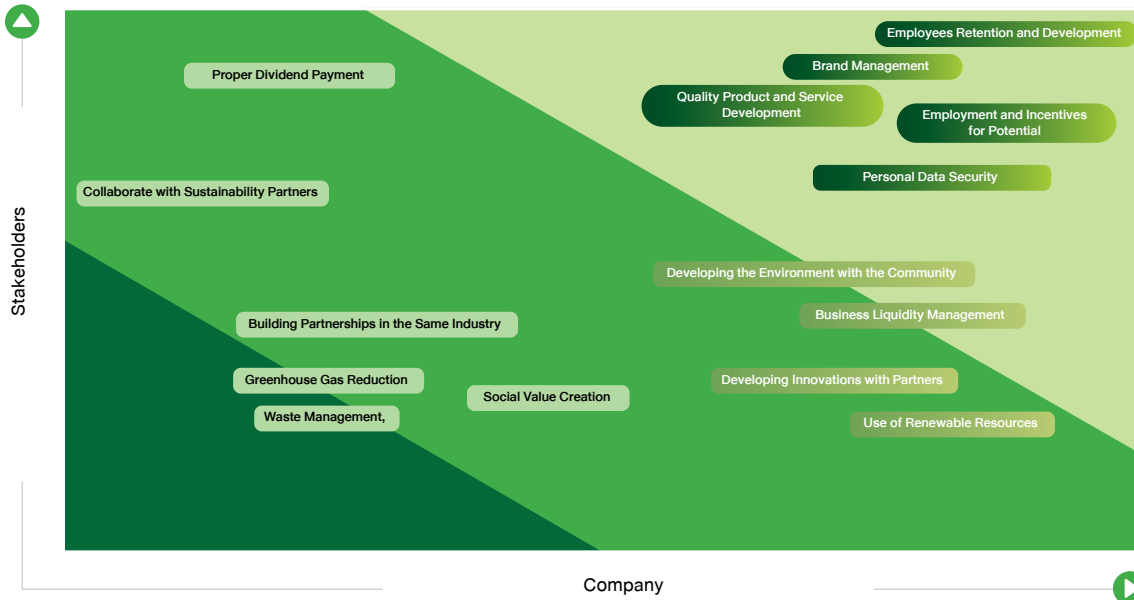 Employees Retention and Development
Brand Management
Proper Dividend Payment
Quality Product and Service
Development
Employment and Incentives
for Potential
Personal Data Security
Collaborate with Sustainability Partners
Stakeholders
Developing the Environment with the Community
Business Liquidity Management
Building Partnerships in the Same Industry
Greenhouse Gas Reduction
Developing Innovations with Partners
Social Value Creation
Waste Management,
Use of Renewable Resources
Company